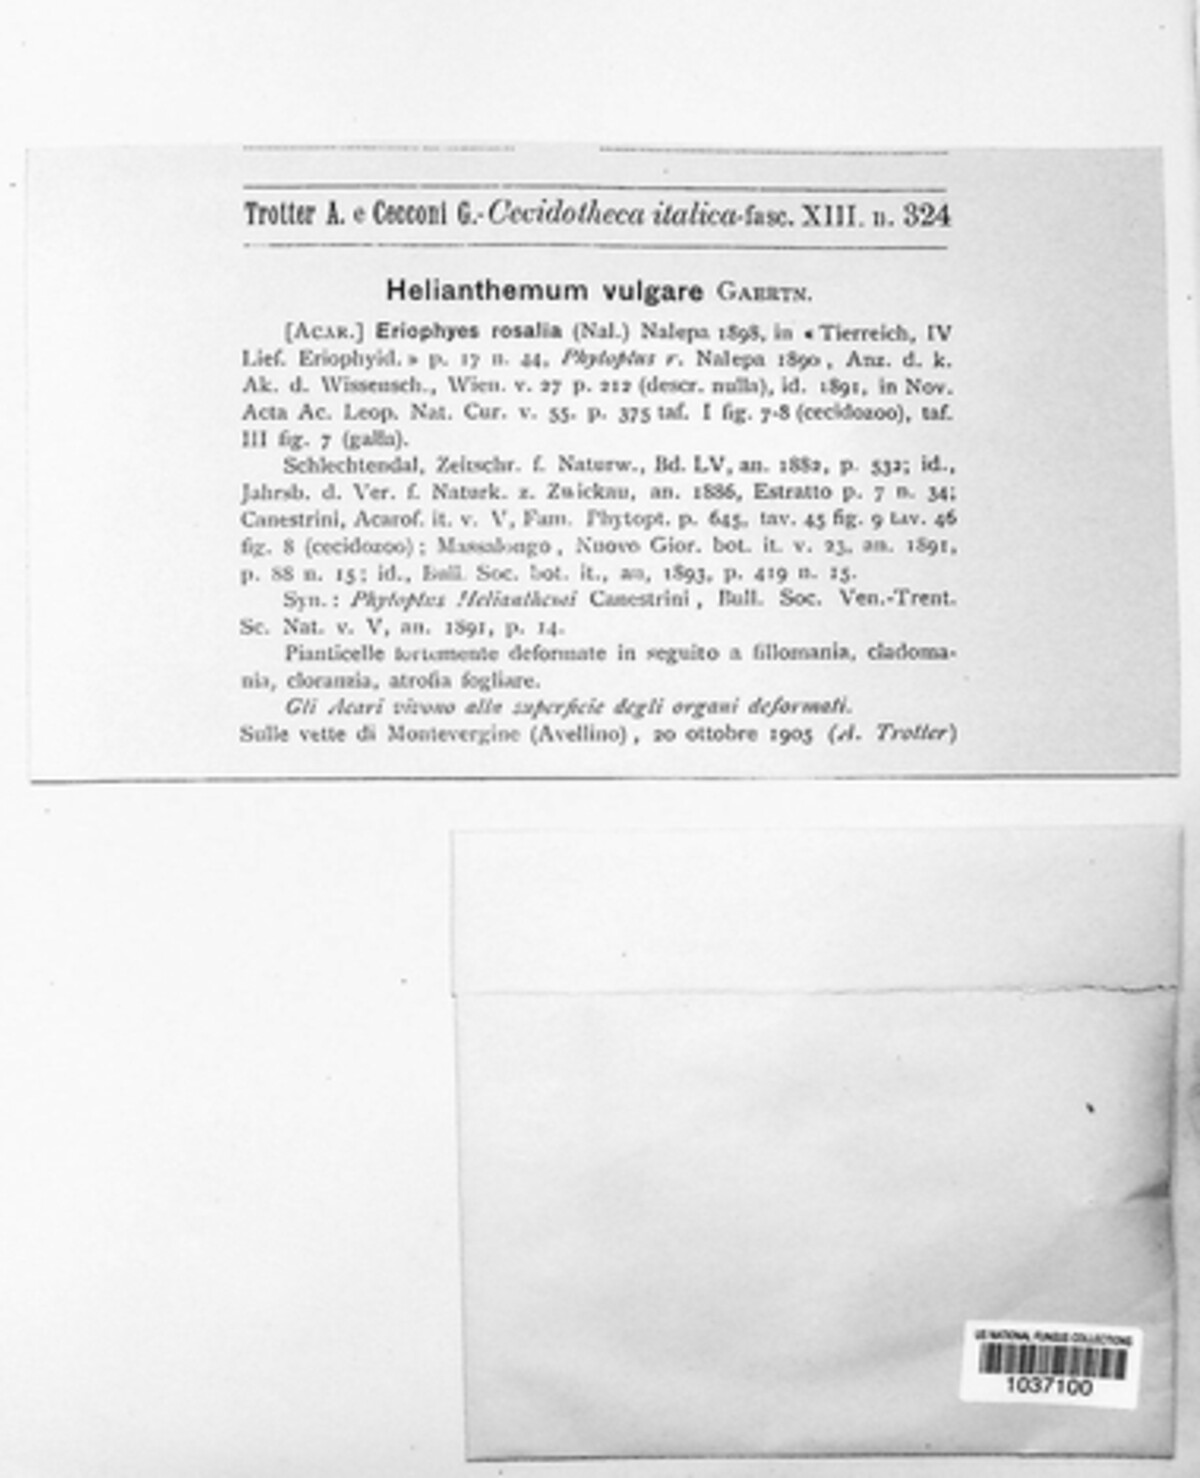 Trotter A. e Cecconi G.-Cecidotheca italica-fasc. XIII. n. 324
Helianthemum vulgare GAERTN.
[ACAR.] Eriophyes rosalia (Nal.) Nalepa 1898, in « Tierreich, IV
Lief. Eriophyid. » p. 17 n. 44, Phytoptus r. Nalepa 1890, Anz. d. k.
Ak. d. Wissensch., Wien. v. 27 p. 212 (descr. nulla), id. 1891, in Nov.
Acta Ac. Leop. Nat. Cur. v. 55. p. 375 taf. I fig. 7-8 (cecidozoo), taf.
III fig. 7 (galla).
Schlechtendal, Zeitschr. f. Naturw., Bd. LV, an. 1882, p. 532; id.,
Jahrsb. d. Ver. f. Naturk. z. Zwickau, an. 1886, Estratto p. 7 n. 34;
Canestrini, Acarof. it. v. V, Fam. Phytopt. p. 645, tav. 45 fig. 9 tav. 46
fig. 8 (cecidozoo); Massalongo, Nuovo Gior. bot. it. v. 23, an. 1891,
p. 88 n. 15; id., Bull. Soc. bot. it., an, 1893, p. 419 n. 15.
Syn.: Phytoptus Helianthemi Canestrini, Bull. Soc. Ven.-Trent.
Sc. Nat. v. V, an. 1891, p. 14.
Pianticelle fortemente deformate in seguito a fillomania, cladoma-
nia, cloranzia, atrofia fogliare.
Gli Acari vivono alla superficie degli organi deformati.
Sulle vette di Montevergine (Avellino), 20 ottobre 1905 (A. Trotter)
US NATIONAL FUNGUS COLLECTIONS
1037100